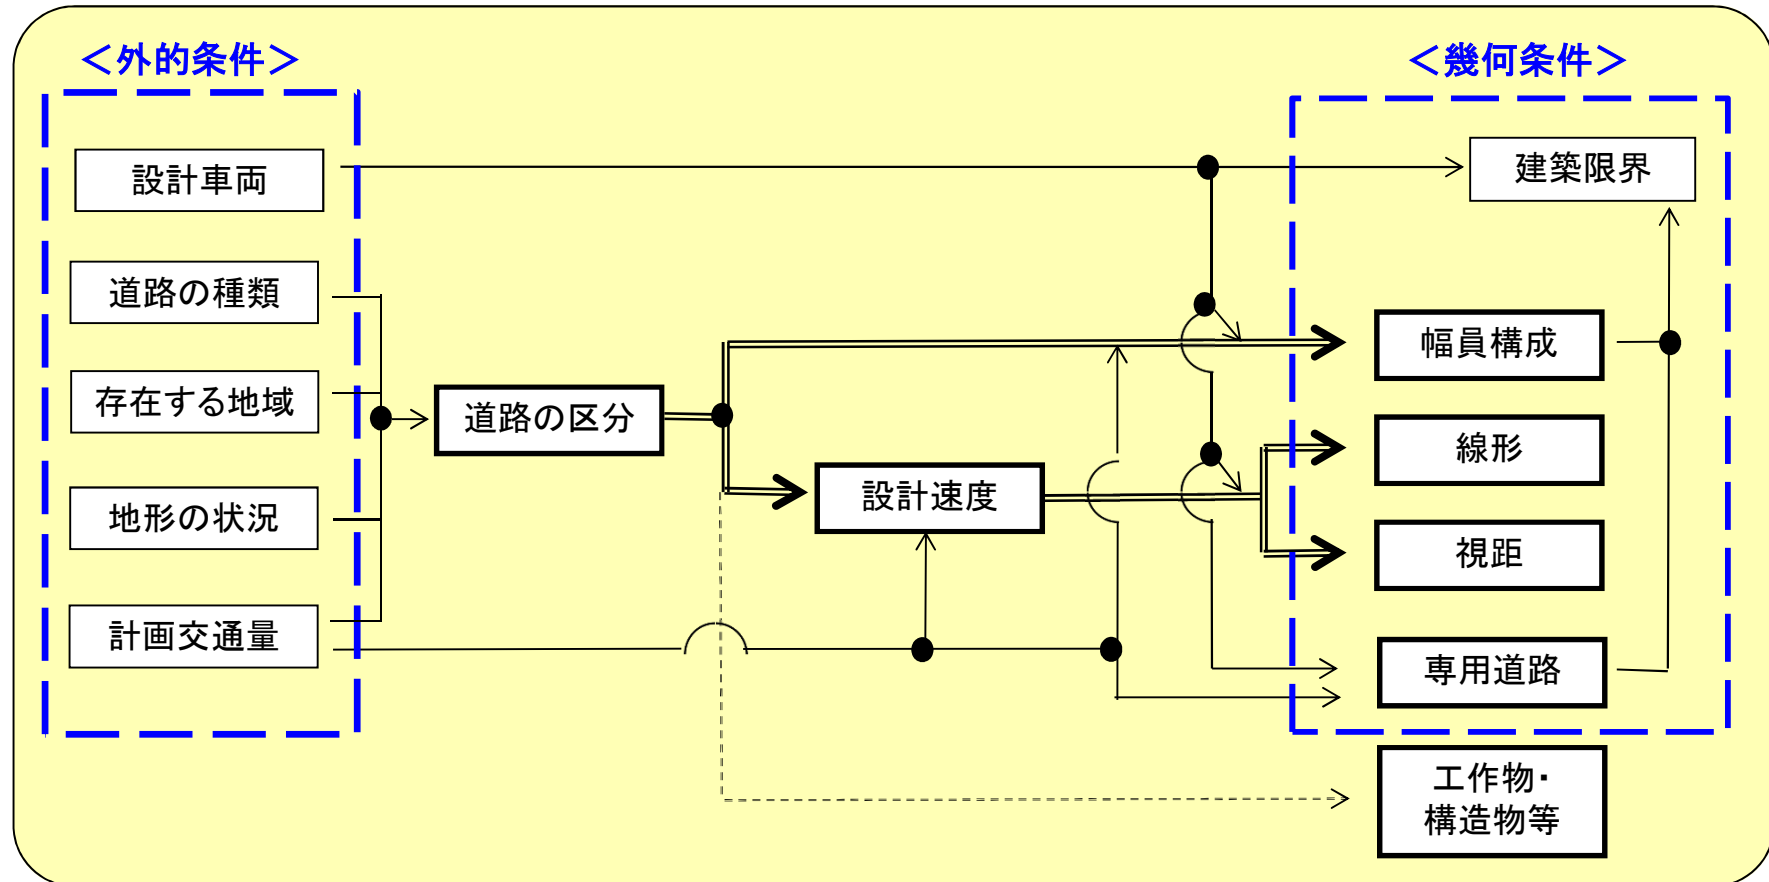 ＜外的条件＞
設計車両
道路の種類
存在する地域
地形の状況
計画交通量
道路の区分
設計速度
＜幾何条件＞
建築限界
幅員構成
線形
視距
専用道路
工作物・
構造物等